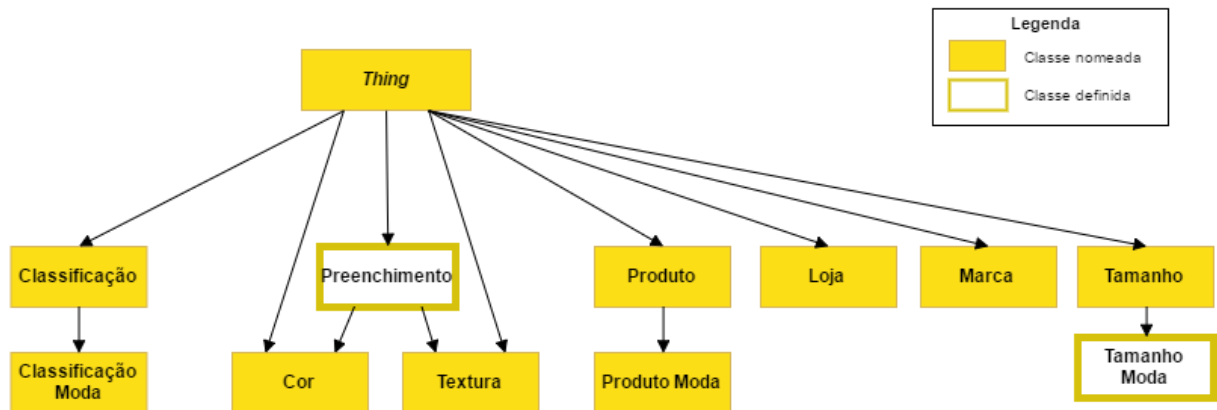 Legenda
Classe nomeada
Classe definida
Thing
Classificação
Preenchimento
Produto
Loja
Marca
Tamanho
Classificação
Moda
Cor
Textura
Produto Moda
Tamanho
Moda